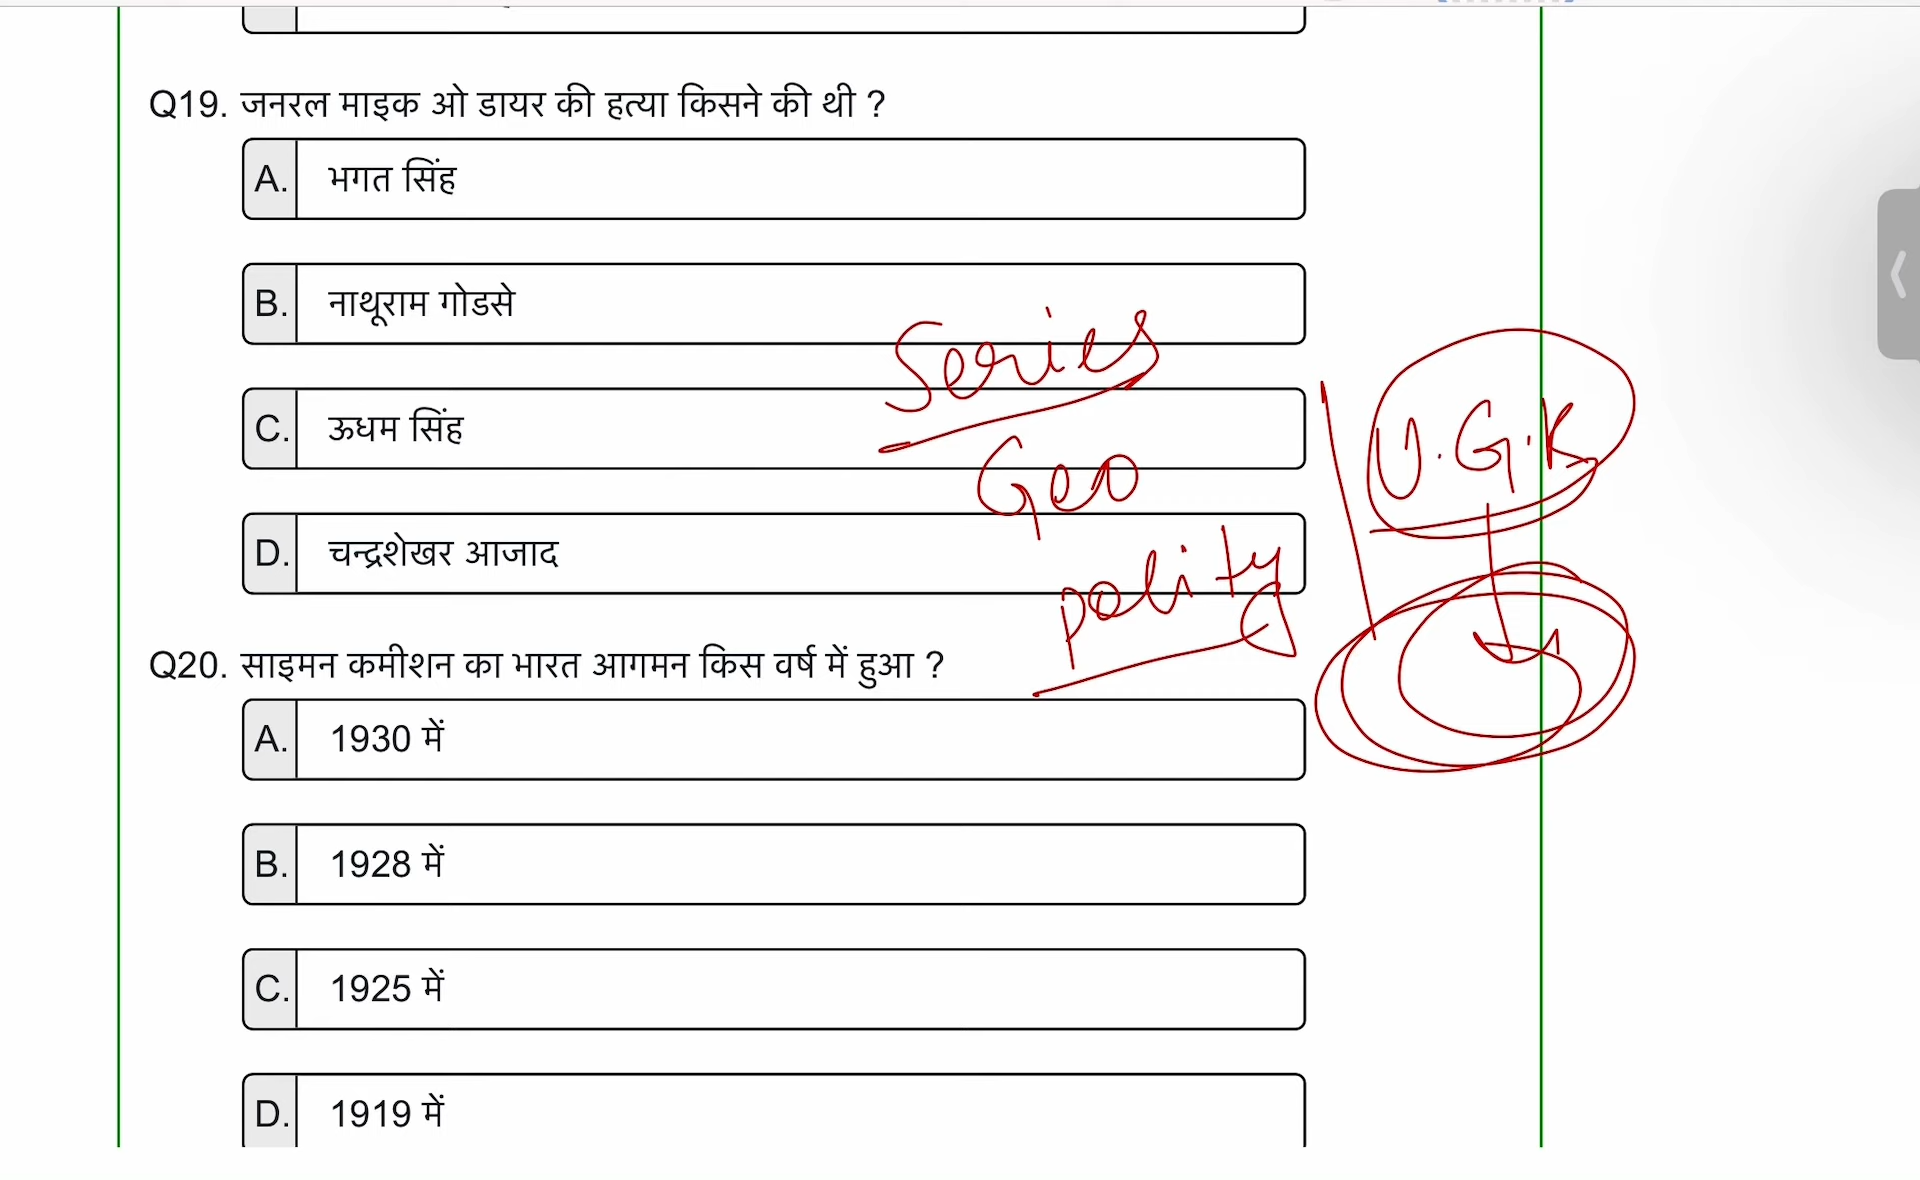 Q19. जनरल माइक ओ डायर की हत्या किसने की थी ?
A. भगत सिंह
B. नाथूराम गोडसे
C. ऊधम सिंह
D. चन्द्रशेखर आजाद
Series
Geo
polity
U.G.K
Q20. साइमन कमीशन का भारत आगमन किस वर्ष में हुआ ?
A. 1930 में
B. 1928 में
C. 1925 में
D. 1919 में